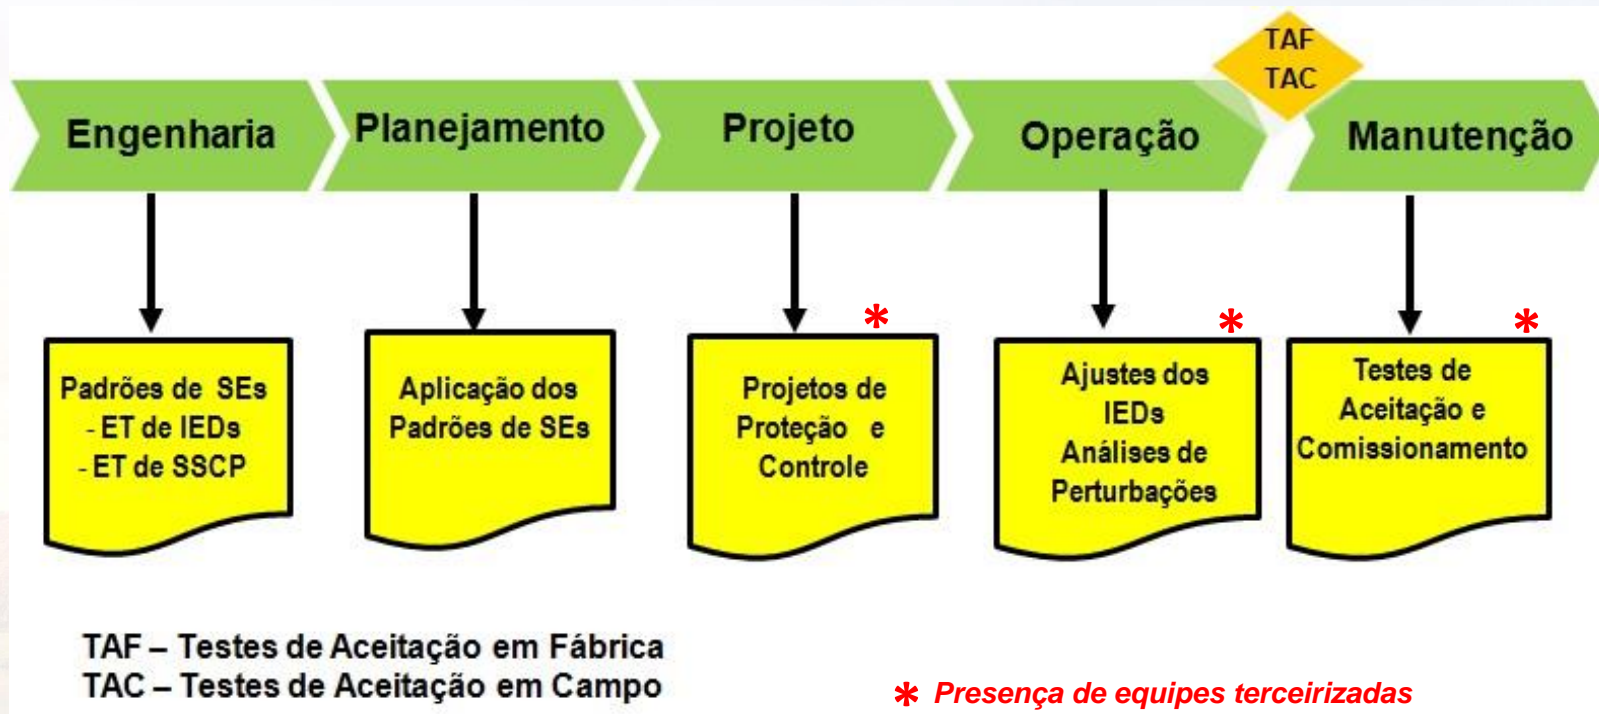 TAF
TAC
Engenharia
Planejamento
Projeto
Operação
Manutenção
*
*
*
Padrões de SEs
- ET de IEDs
- ET de SSCP
Aplicação dos
Padrões de SEs
Projetos de
Proteção e
Controle
Ajustes dos
IEDs
Análises de
Perturbações
Testes de
Aceitação e
Comissionamento
TAF – Testes de Aceitação em Fábrica
TAC – Testes de Aceitação em Campo
* Presença de equipes terceirizadas